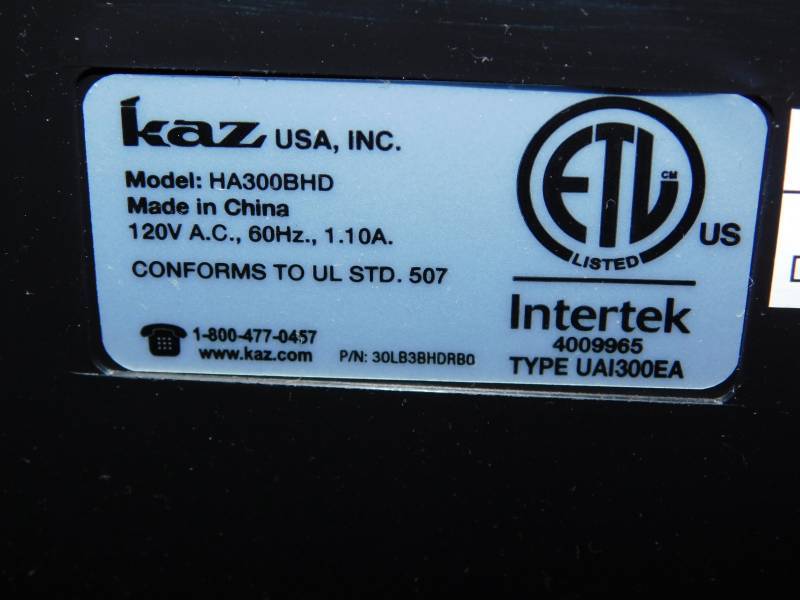 kaz USA, INC.
Model: HA300BHD
Made in China
120V A.C., 60Hz., 1.10A.
CONFORMS TO UL STD. 507
1-800-477-0457
www.kaz.com
P/N: 30LB3BHDRB0
ETL CM
LISTED
US
Intertek
4009965
TYPE UAI300EA